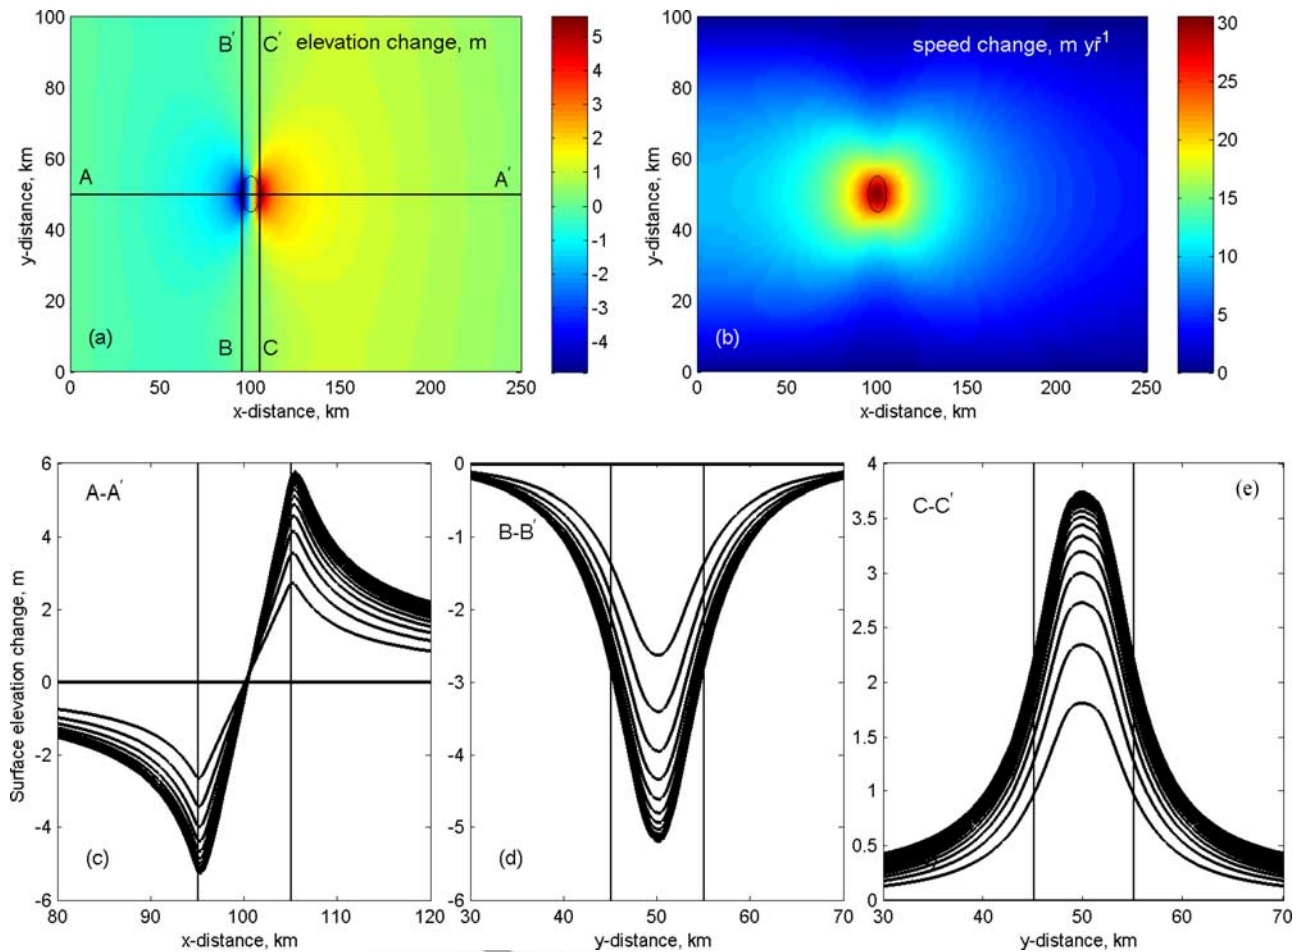 100
80
60
40
20
0
y-distance, km
B′
C′
elevation change, m
A
A′
(a)
B
C
0 50 100 150 200 250
x-distance, km
5
4
3
2
1
0
-1
-2
-3
-4
100
80
60
40
20
0
y-distance, km
speed change, m yr̄¹
(b)
0 50 100 150 200 250
x-distance, km
30
25
20
15
10
5
0
6
4
2
0
-2
-4
-6
Surface elevation change, m
A-A′
(c)
80 90 100 110 120
x-distance, km
0
-1
-2
-3
-4
-5
-6
B-B′
(d)
30 40 50 60 70
y-distance, km
4
3.5
3
2.5
2
1.5
1
0.5
0
C-C′
(e)
30 40 50 60 70
y-distance, km